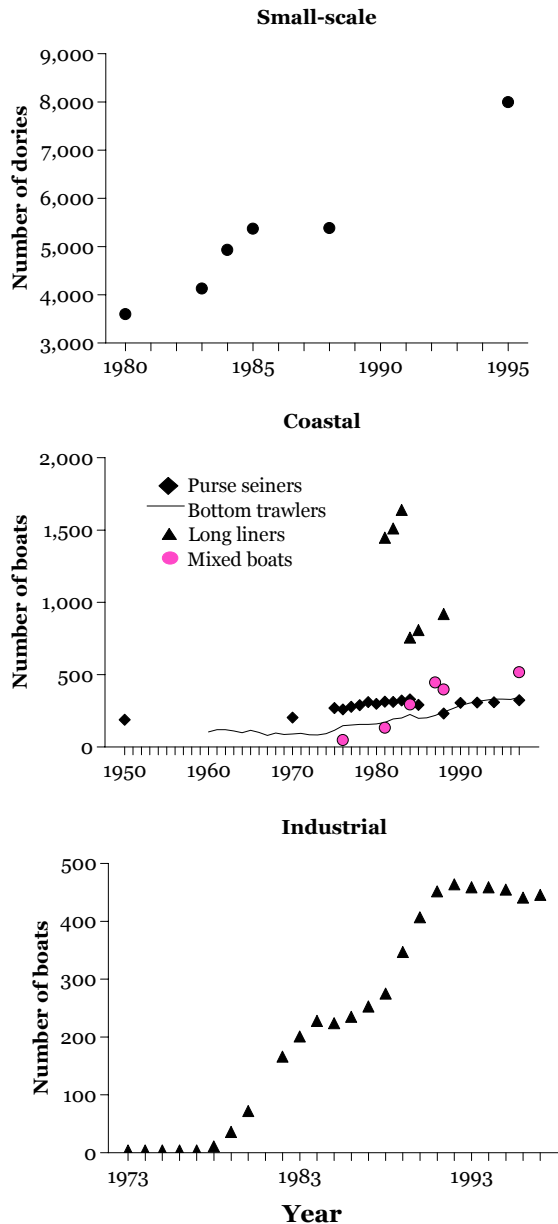 Small-scale
9,000
8,000
7,000
6,000
5,000
4,000
3,000
Number of dories
1980 1985 1990 1995
Coastal
2,000
1,500
1,000
500
0
Number of boats
Purse seiners
Bottom trawlers
Long liners
Mixed boats
1950 1960 1970 1980 1990
Industrial
500
400
300
200
100
0
Number of boats
1973 1983 1993
Year